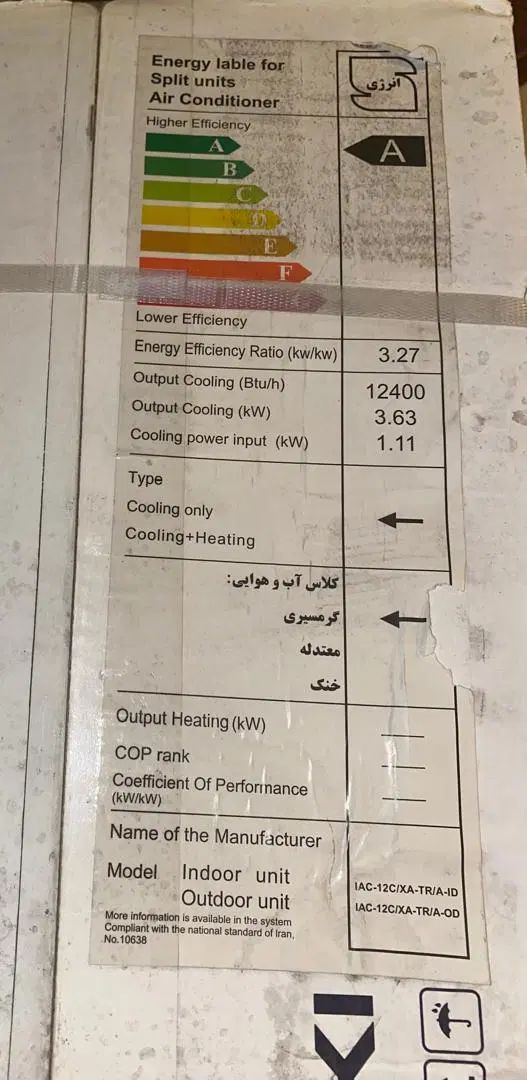 Energy lable for
Split units
Air Conditioner
انرژی
Higher Efficiency
A
A
B
C
D
E
F
Lower Efficiency
Energy Efficiency Ratio (kw/kw) 3.27
Output Cooling (Btu/h) 12400
Output Cooling (kW) 3.63
Cooling power input (kW) 1.11
Type
Cooling only
Cooling+Heating
کلاس آب و هوایی:
گرمسیری
معتدله
خنک
Output Heating (kW)
COP rank
Coefficient Of Performance
(kW/kW)
Name of the Manufacturer
Model Indoor unit IAC-12C/XA-TR/A-ID
Outdoor unit IAC-12C/XA-TR/A-OD
More information is available in the system
Compliant with the national standard of Iran,
No.10638